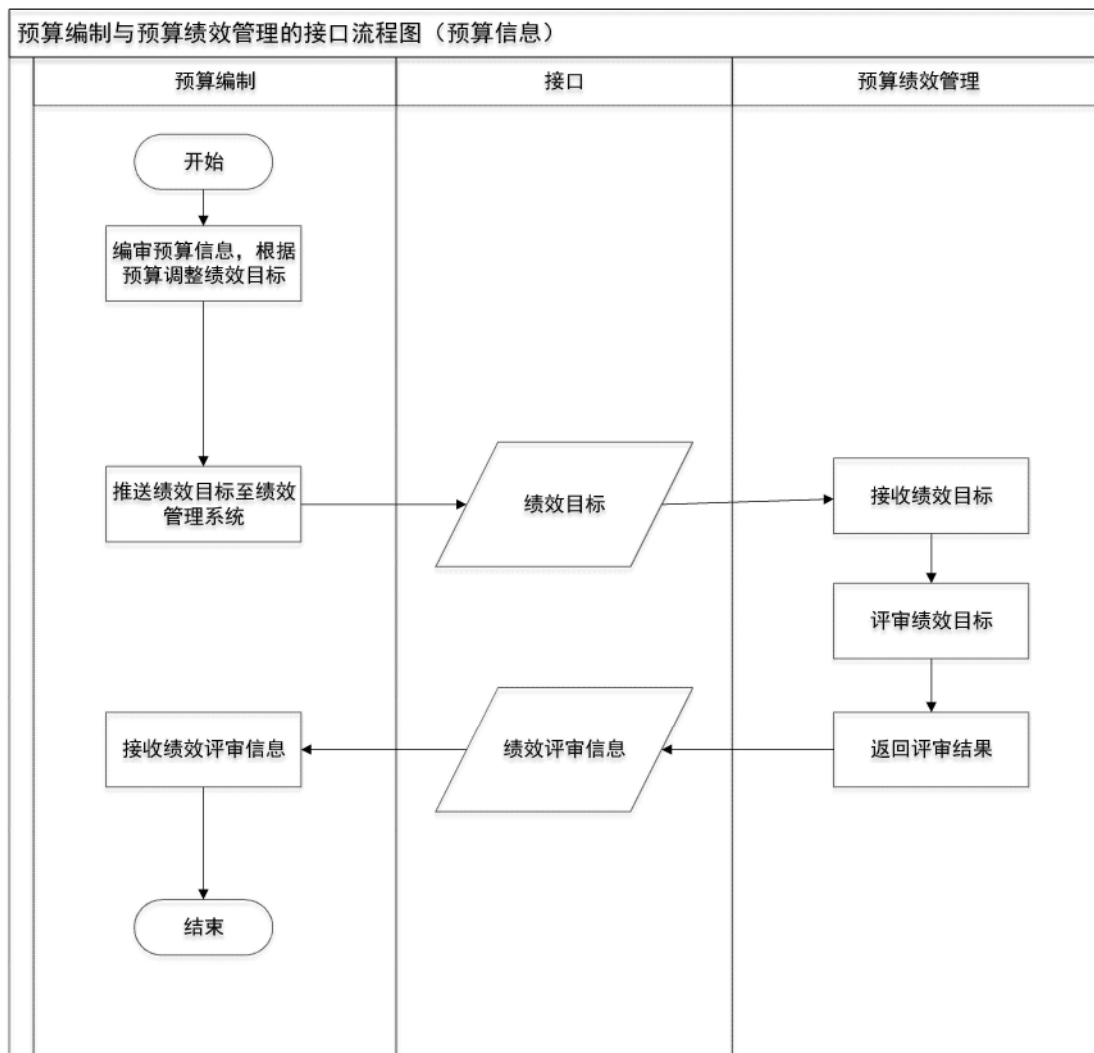 预算编制与预算绩效管理的接口流程图（预算信息）
预算编制
接口
预算绩效管理
开始
编审预算信息，根据
预算调整绩效目标
推送绩效目标至绩效
管理系统
绩效目标
接收绩效目标
评审绩效目标
接收绩效评审信息
绩效评审信息
返回评审结果
结束